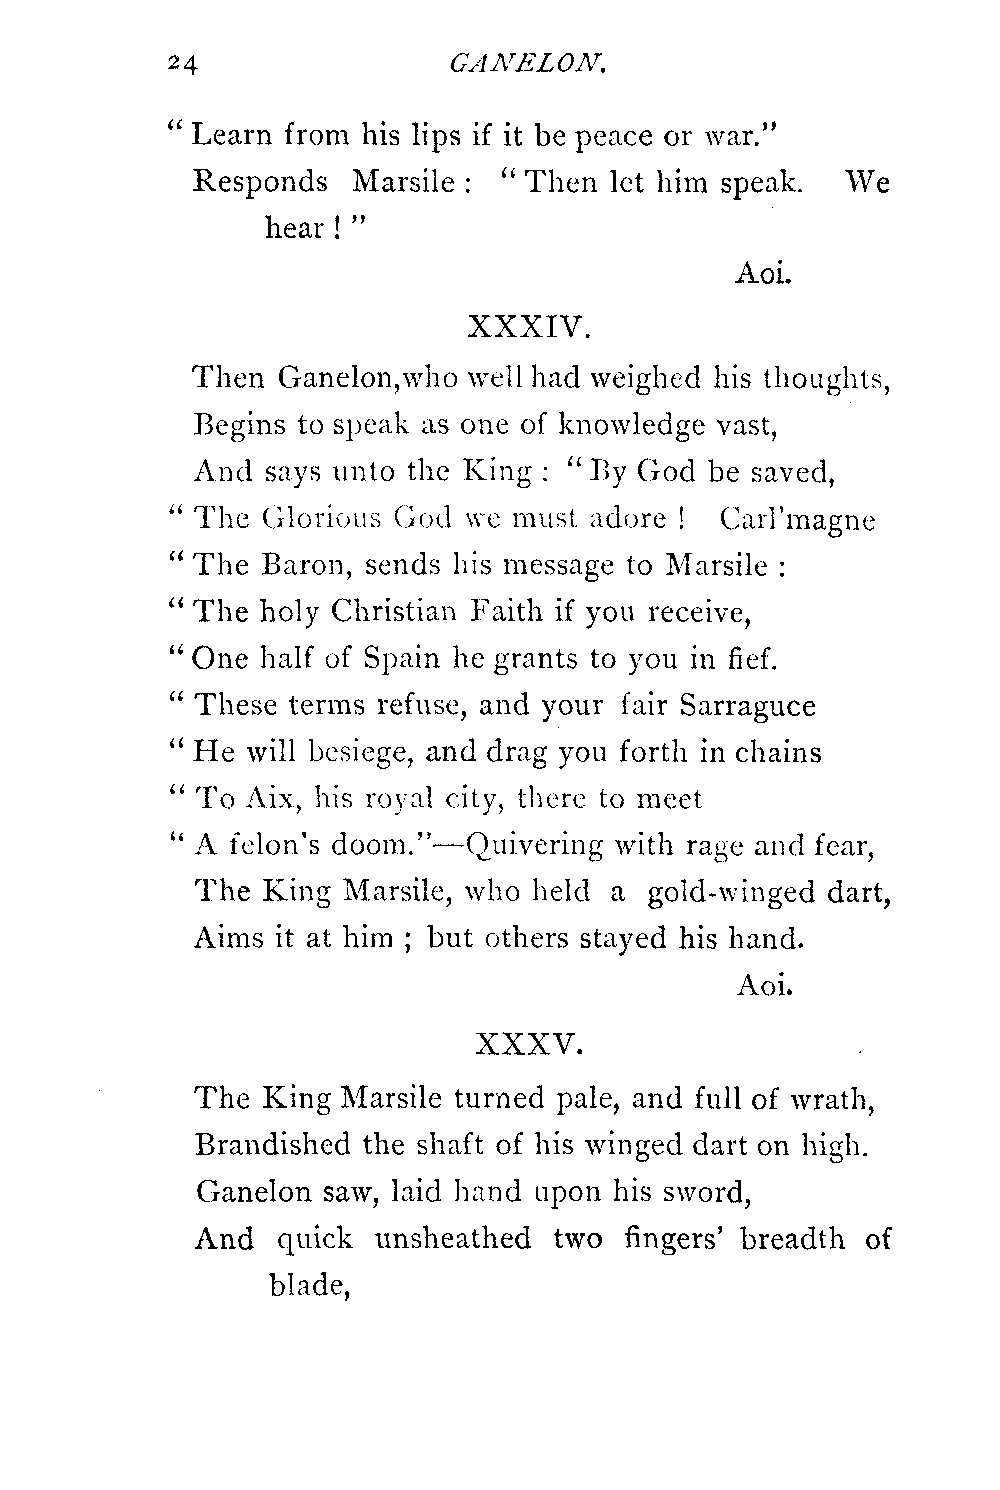 24 GANELON.
" Learn from his lips if it be peace or war."
Responds Marsile : " Then let him speak. We
hear ! "
Aoi.
XXXIV.
Then Ganelon,who well had weighed his thoughts,
Begins to speak as one of knowledge vast,
And says unto the King : " By God be saved,
" The Glorious God we must adore ! Carl'magne
" The Baron, sends his message to Marsile :
" The holy Christian Faith if you receive,
" One half of Spain he grants to you in fief.
" These terms refuse, and your fair Sarraguce
" He will besiege, and drag you forth in chains
" To Aix, his royal city, there to meet
" A felon's doom."—Quivering with rage and fear,
The King Marsile, who held a gold-winged dart,
Aims it at him ; but others stayed his hand.
Aoi.
XXXV.
The King Marsile turned pale, and full of wrath,
Brandished the shaft of his winged dart on high.
Ganelon saw, laid hand upon his sword,
And quick unsheathed two fingers' breadth of
blade,